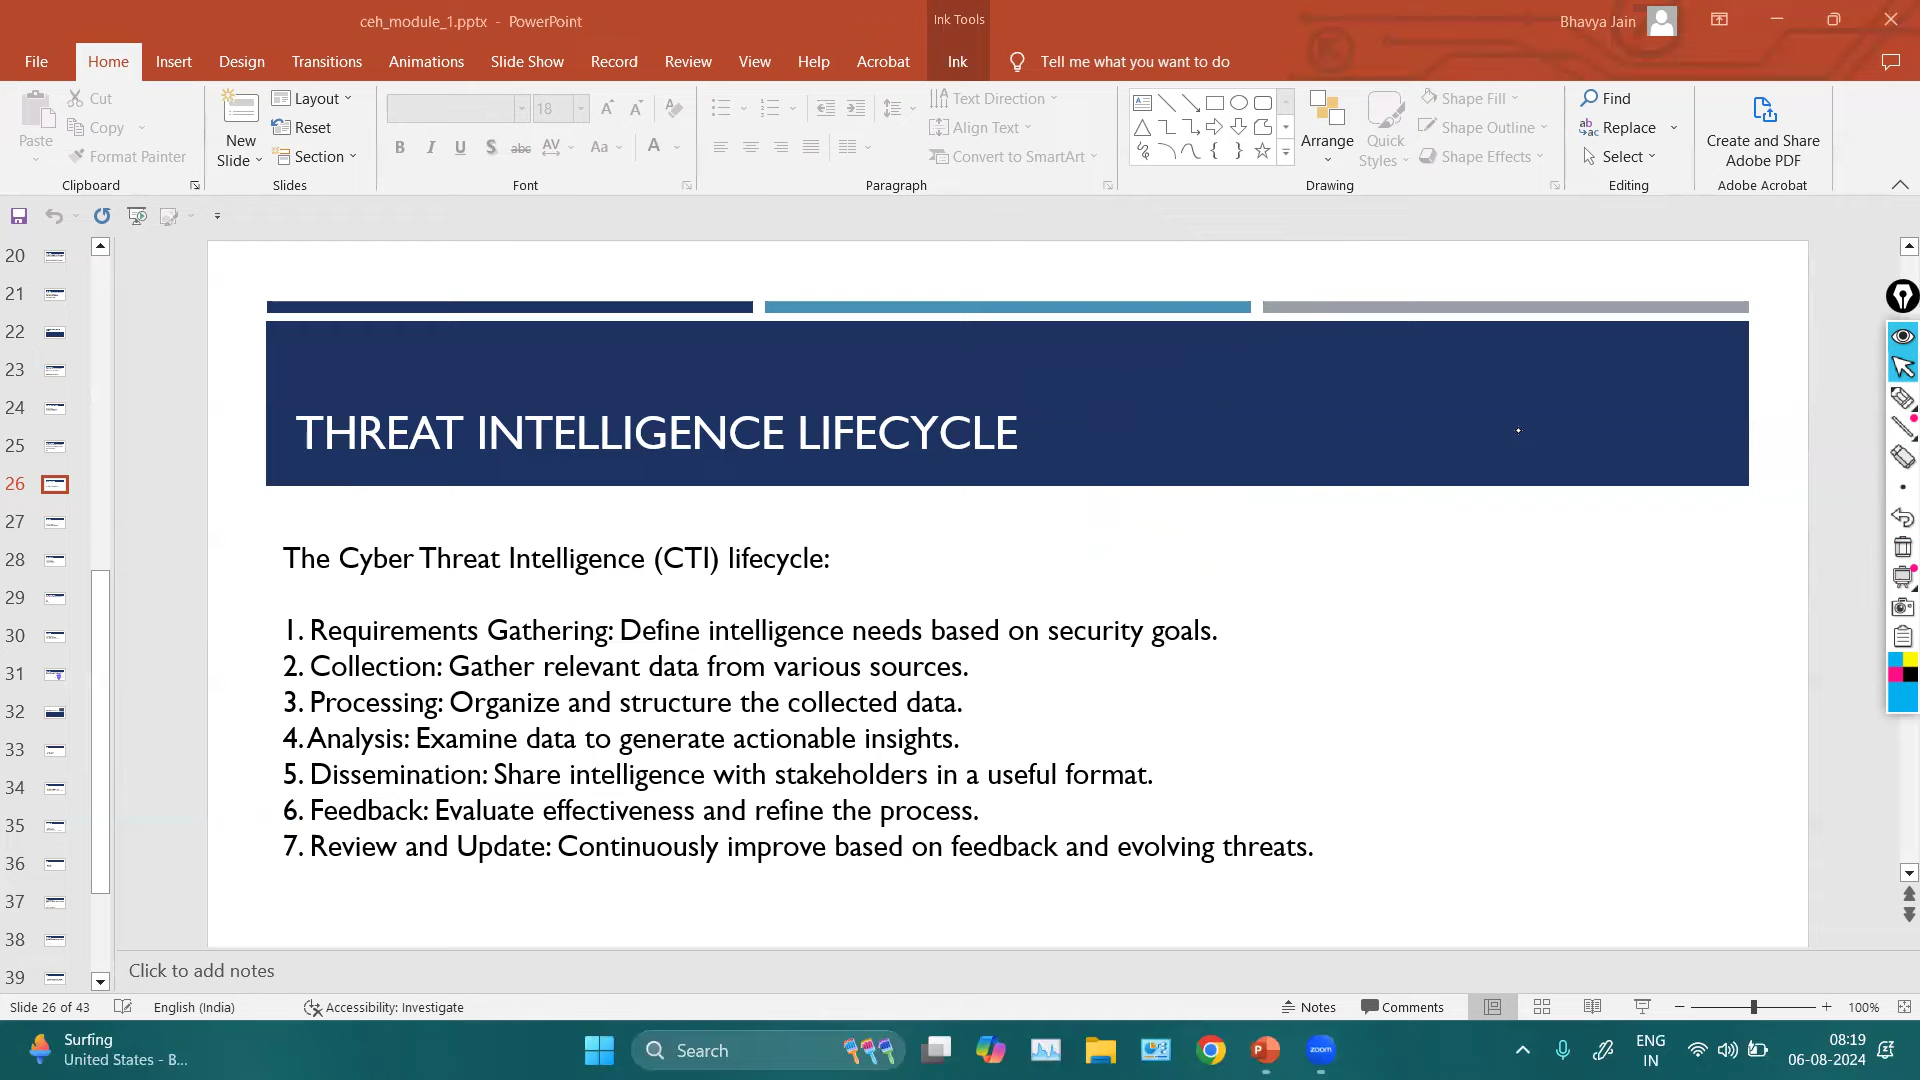 ceh_module_1.pptx - PowerPoint
Ink Tools
Bhavya Jain
File Home Insert Design Transitions Animations Slide Show Record Review View Help Acrobat Ink Tell me what you want to do
Paste
Cut
Copy
Format Painter
Clipboard
New
Slide
Layout
Reset
Section
Slides
18
B I U S abc AV Aa A
Font
Text Direction
Align Text
Convert to SmartArt
Paragraph
Arrange
Quick
Styles
Shape Fill
Shape Outline
Shape Effects
Drawing
Find
Replace
Select
Editing
Create and Share
Adobe PDF
Adobe Acrobat
20
21
22
23
24
25
26
27
28
29
30
31
32
33
34
35
36
37
38
39
THREAT INTELLIGENCE LIFECYCLE
The Cyber Threat Intelligence (CTI) lifecycle:
1. Requirements Gathering: Define intelligence needs based on security goals.
2. Collection: Gather relevant data from various sources.
3. Processing: Organize and structure the collected data.
4. Analysis: Examine data to generate actionable insights.
5. Dissemination: Share intelligence with stakeholders in a useful format.
6. Feedback: Evaluate effectiveness and refine the process.
7. Review and Update: Continuously improve based on feedback and evolving threats.
Click to add notes
Slide 26 of 43 English (India) Accessibility: Investigate Notes Comments 100%
Surfing
United States - B...
Search
zoom
ENG
IN
08:19
06-08-2024